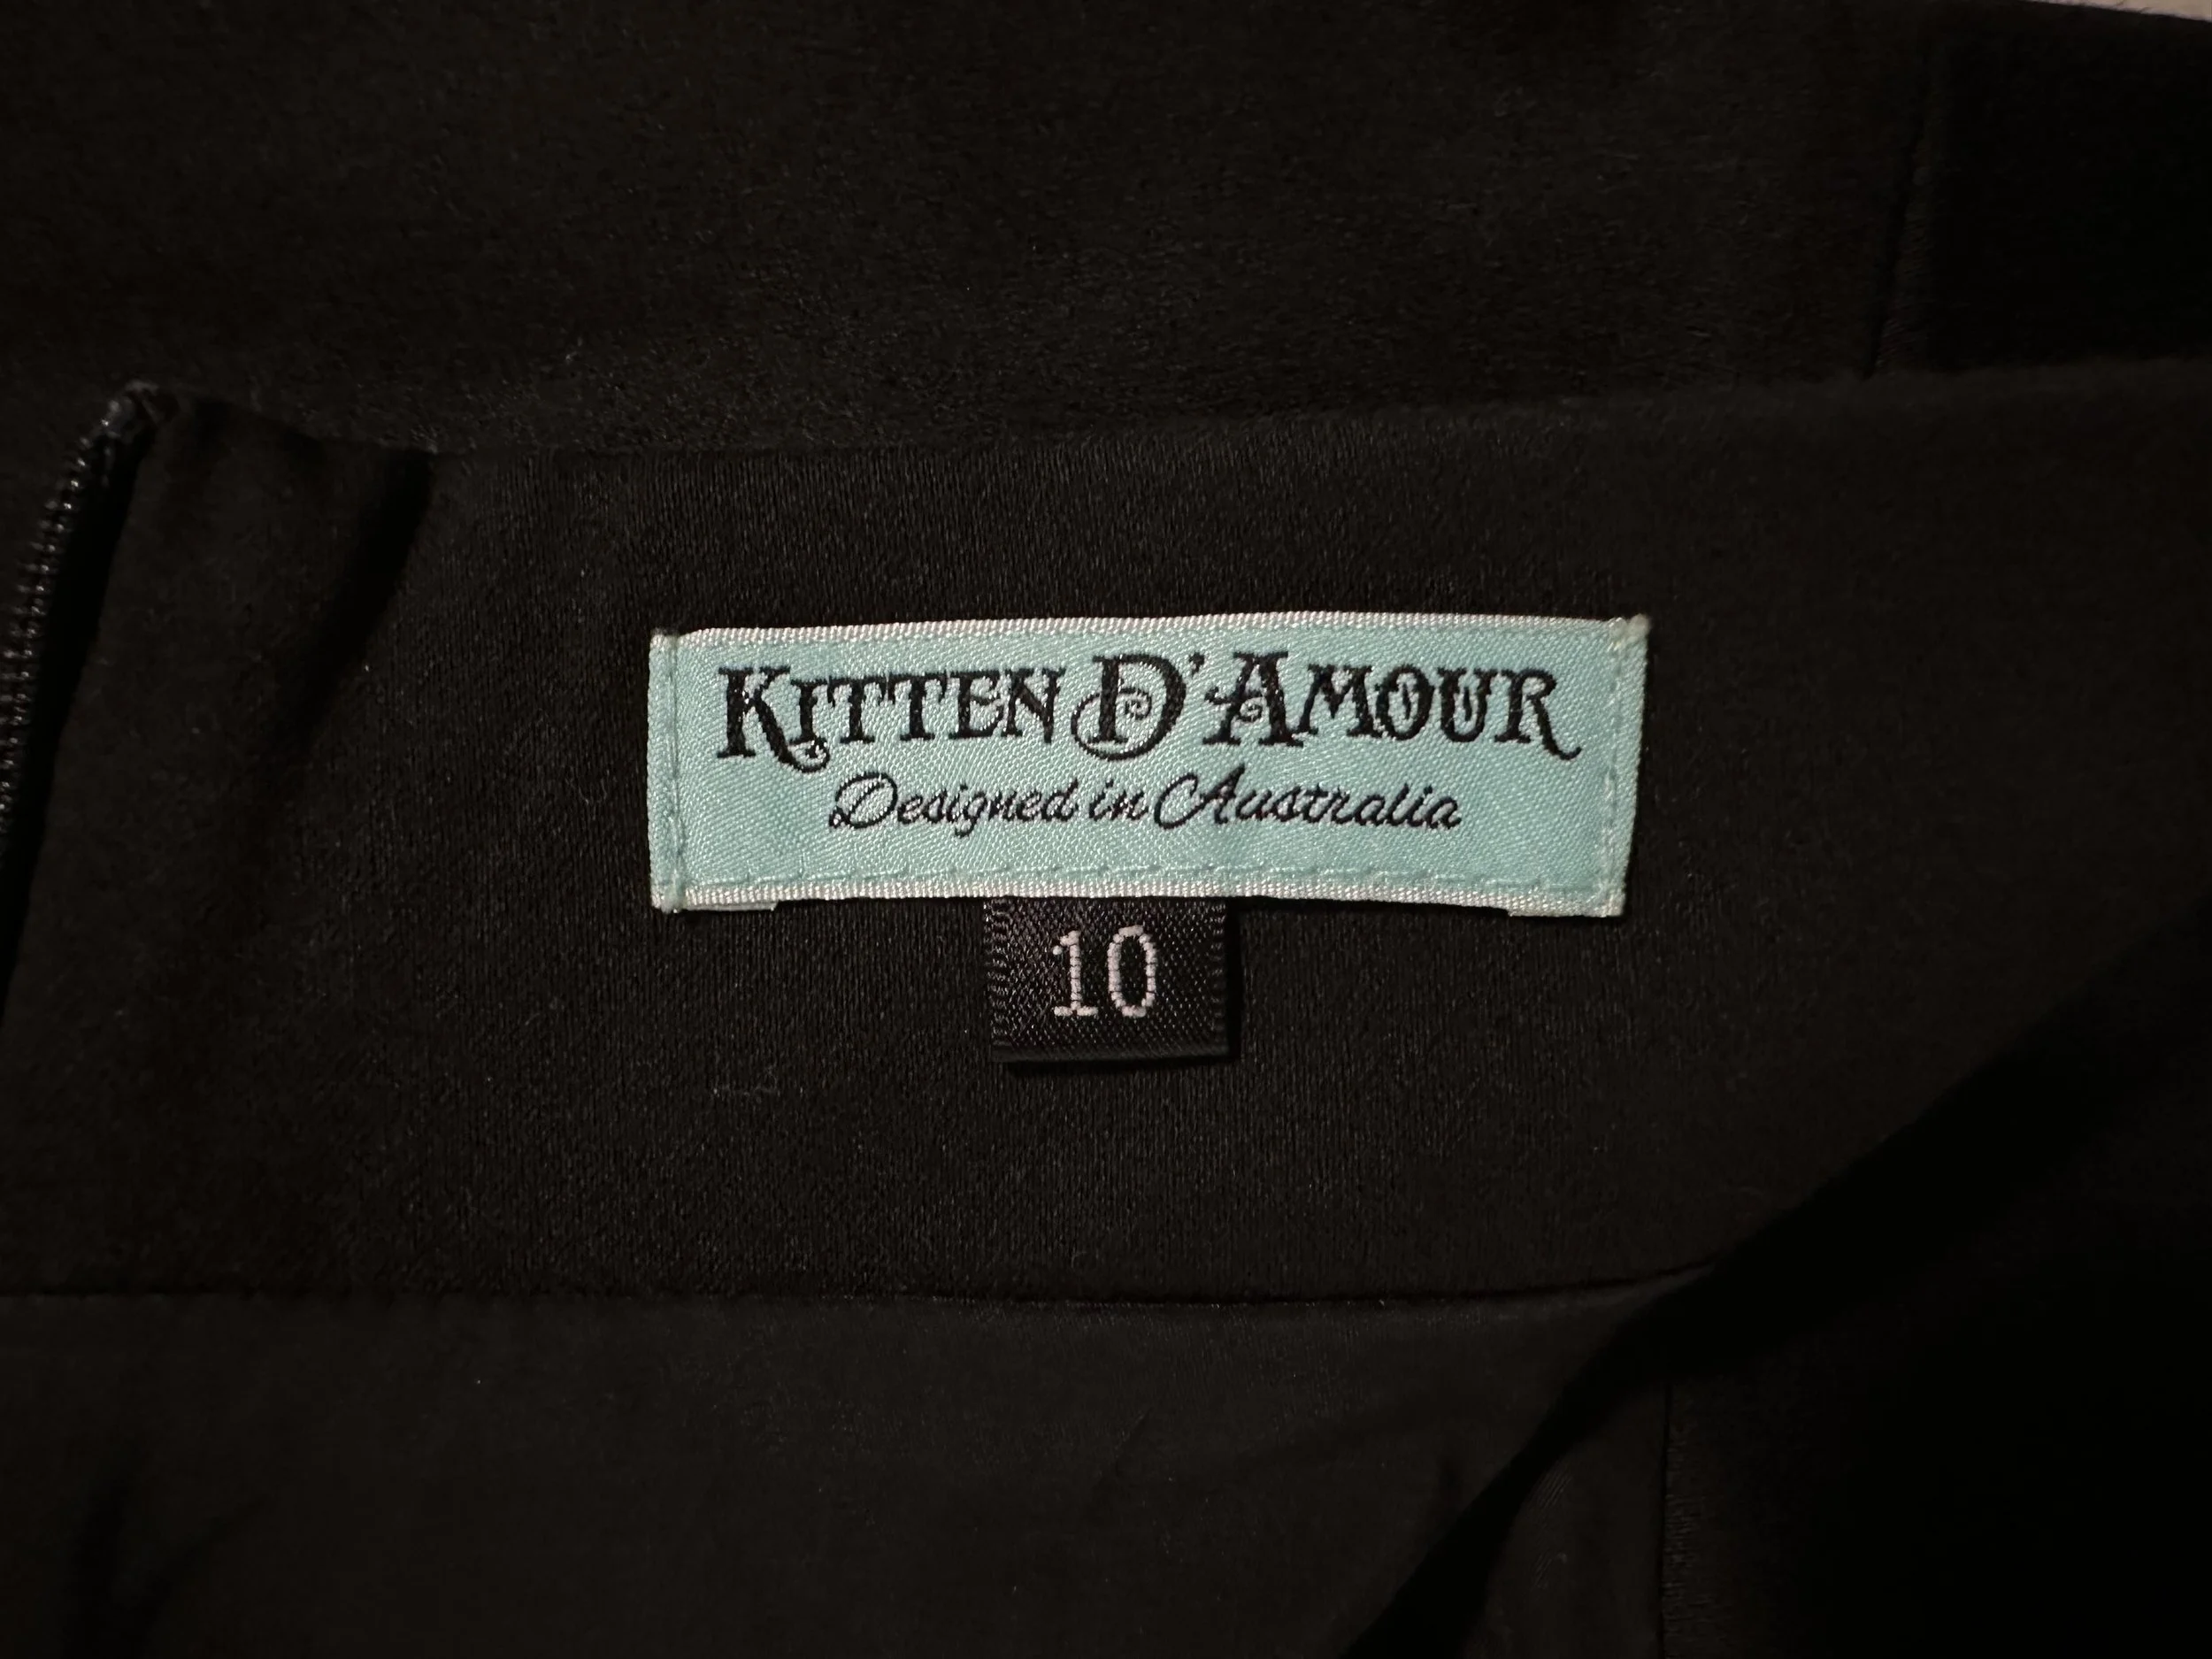 KITTEN D'AMOUR
Designed in Australia
10